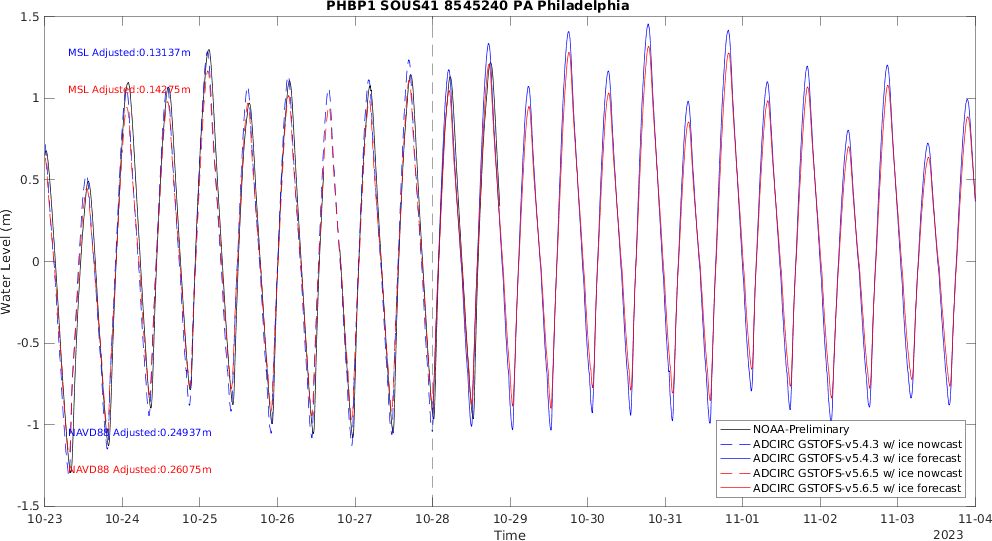 PHBP1 SOUS41 8545240 PA Philadelphia
1.5
1
0.5
0
-0.5
-1
-1.5
Water Level (m)
MSL Adjusted:0.13137m
MSL Adjusted:0.14275m
NAVD88 Adjusted:0.24937m
NAVD88 Adjusted:0.26075m
NOAA-Preliminary
ADCIRC GSTOFS-v5.4.3 w/ ice nowcast
ADCIRC GSTOFS-v5.4.3 w/ ice forecast
ADCIRC GSTOFS-v5.6.5 w/ ice nowcast
ADCIRC GSTOFS-v5.6.5 w/ ice forecast
10-23 10-24 10-25 10-26 10-27 10-28 10-29 10-30 10-31 11-01 11-02 11-03 11-04
Time
2023